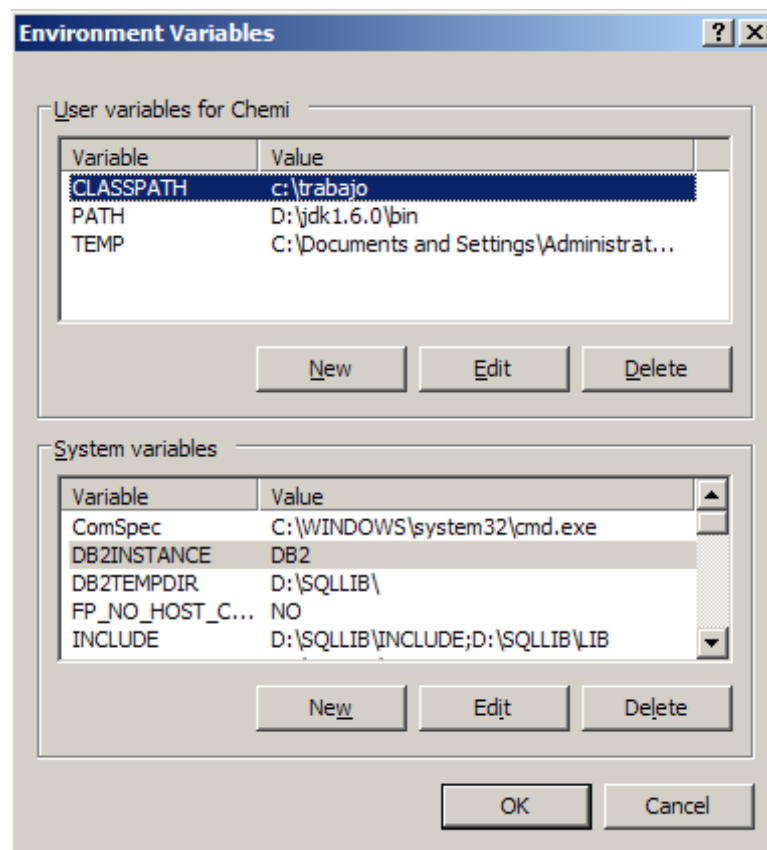 Environment Variables
User variables for Chemi
Variable Value
CLASSPATH c:\trabajo
PATH D:\jdk1.6.0\bin
TEMP C:\Documents and Settings\Administrat...
New Edit Delete
System variables
Variable Value
ComSpec C:\WINDOWS\system32\cmd.exe
DB2INSTANCE DB2
DB2TEMPDIR D:\SQLLIB\
FP_NO_HOST_C... NO
INCLUDE D:\SQLLIB\INCLUDE;D:\SQLLIB\LIB
New Edit Delete
OK Cancel